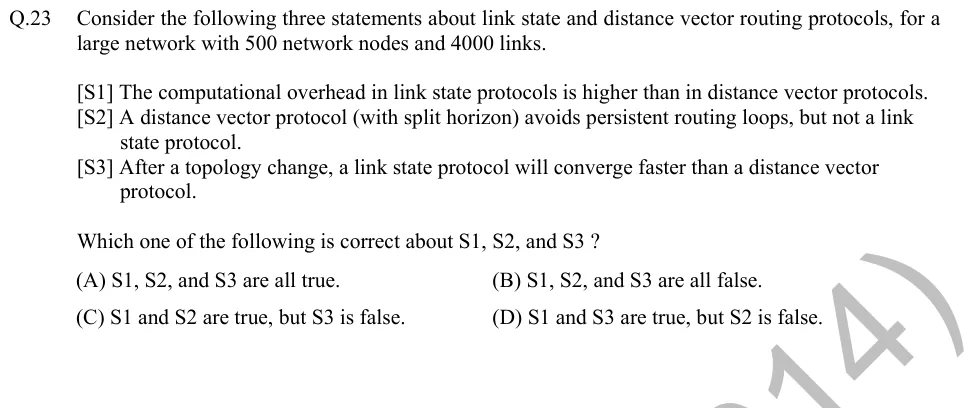 Q.23 Consider the following three statements about link state and distance vector routing protocols, for a
large network with 500 network nodes and 4000 links.
[S1] The computational overhead in link state protocols is higher than in distance vector protocols.
[S2] A distance vector protocol (with split horizon) avoids persistent routing loops, but not a link
state protocol.
[S3] After a topology change, a link state protocol will converge faster than a distance vector
protocol.
Which one of the following is correct about S1, S2, and S3 ?
(A) S1, S2, and S3 are all true. (B) S1, S2, and S3 are all false.
(C) S1 and S2 are true, but S3 is false. (D) S1 and S3 are true, but S2 is false.
14)